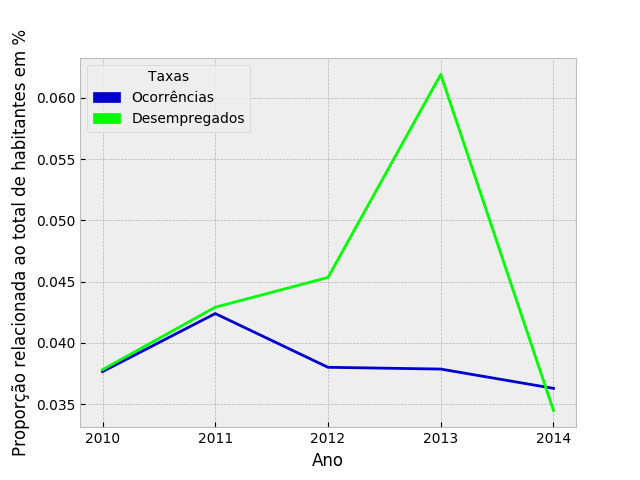 Proporção relacionada ao total de habitantes em %
Taxas
Ocorrências
Desempregados
0.060
0.055
0.050
0.045
0.040
0.035
2010 2011 2012 2013 2014
Ano